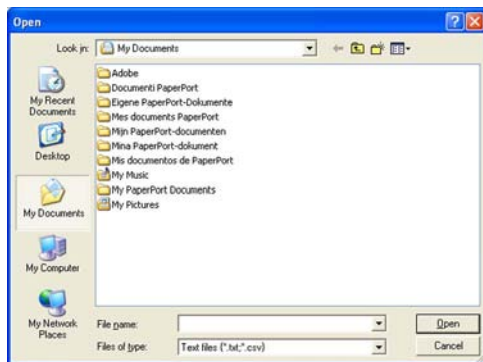 Open
Look in: My Documents
My Recent Documents
Desktop
My Documents
My Computer
My Network Places
Adobe
Documenti PaperPort
Eigene PaperPort-Dokumente
Mes documents PaperPort
Mijn PaperPort-documenten
Mina PaperPort-dokument
Mis documentos de PaperPort
My Music
My PaperPort Documents
My Pictures
File name:
Open
Files of type: Text files (*.txt;*.csv)
Cancel